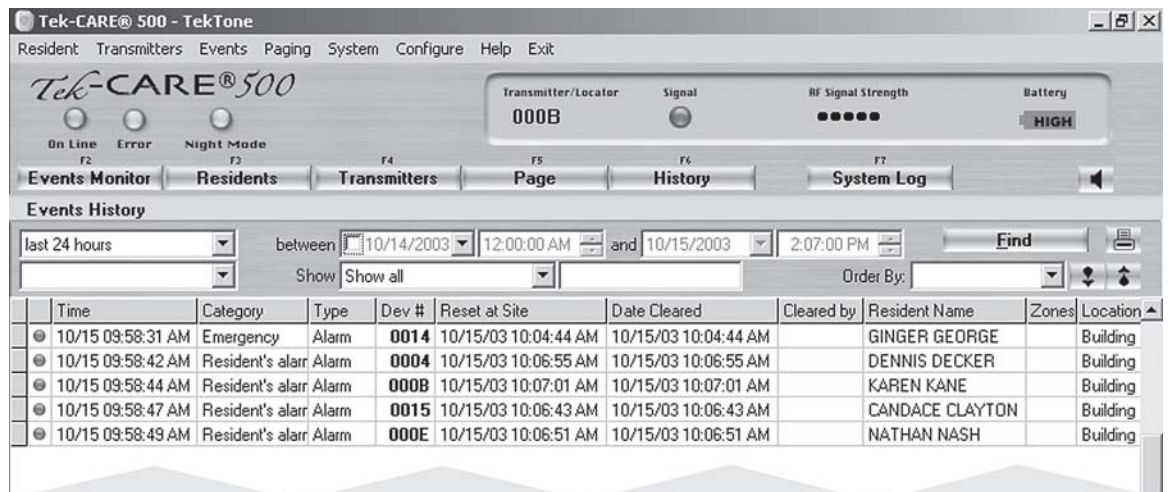 Tek-CARE® 500 - TekTone
Resident Transmitters Events Paging System Configure Help Exit
Tek-CARE®500
On Line Error Night Mode
Transmitter/Locator Signal RF Signal Strength Battery
000B HIGH
F2 F3 F4 F5 F6 F7
Events Monitor Residents Transmitters Page History System Log
Events History
last 24 hours between 10/14/2003 12:00:00 AM and 10/15/2003 2:07:00 PM Find
Show Show all Order By:
Time Category Type Dev # Reset at Site Date Cleared Cleared by Resident Name Zones Location
10/15 09:58:31 AM Emergency Alarm 0014 10/15/03 10:04:44 AM 10/15/03 10:04:44 AM GINGER GEORGE Building
10/15 09:58:42 AM Resident's alarr Alarm 0004 10/15/03 10:06:55 AM 10/15/03 10:06:55 AM DENNIS DECKER Building
10/15 09:58:44 AM Resident's alarr Alarm 000B 10/15/03 10:07:01 AM 10/15/03 10:07:01 AM KAREN KANE Building
10/15 09:58:47 AM Resident's alarr Alarm 0015 10/15/03 10:06:43 AM 10/15/03 10:06:43 AM CANDACE CLAYTON Building
10/15 09:58:49 AM Resident's alarr Alarm 000E 10/15/03 10:06:51 AM 10/15/03 10:06:51 AM NATHAN NASH Building